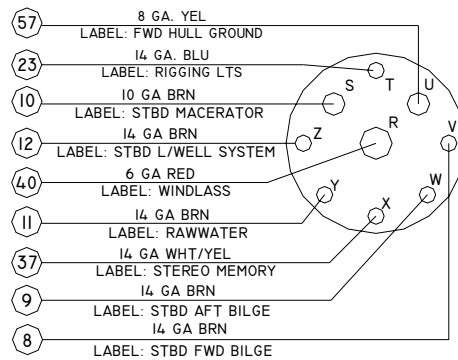 57 8 GA. YEL
LABEL: FWD HULL GROUND
23 14 GA. BLU
LABEL: RIGGING LTS
10 10 GA BRN
LABEL: STBD MACERATOR
12 14 GA BRN
LABEL: STBD L/WELL SYSTEM
40 6 GA RED
LABEL: WINDLASS
11 14 GA BRN
LABEL: RAWWATER
37 14 GA WHT/YEL
LABEL: STEREO MEMORY
9 14 GA BRN
LABEL: STBD AFT BILGE
8 14 GA BRN
LABEL: STBD FWD BILGE
T
S U
R
Z V
Y W
X